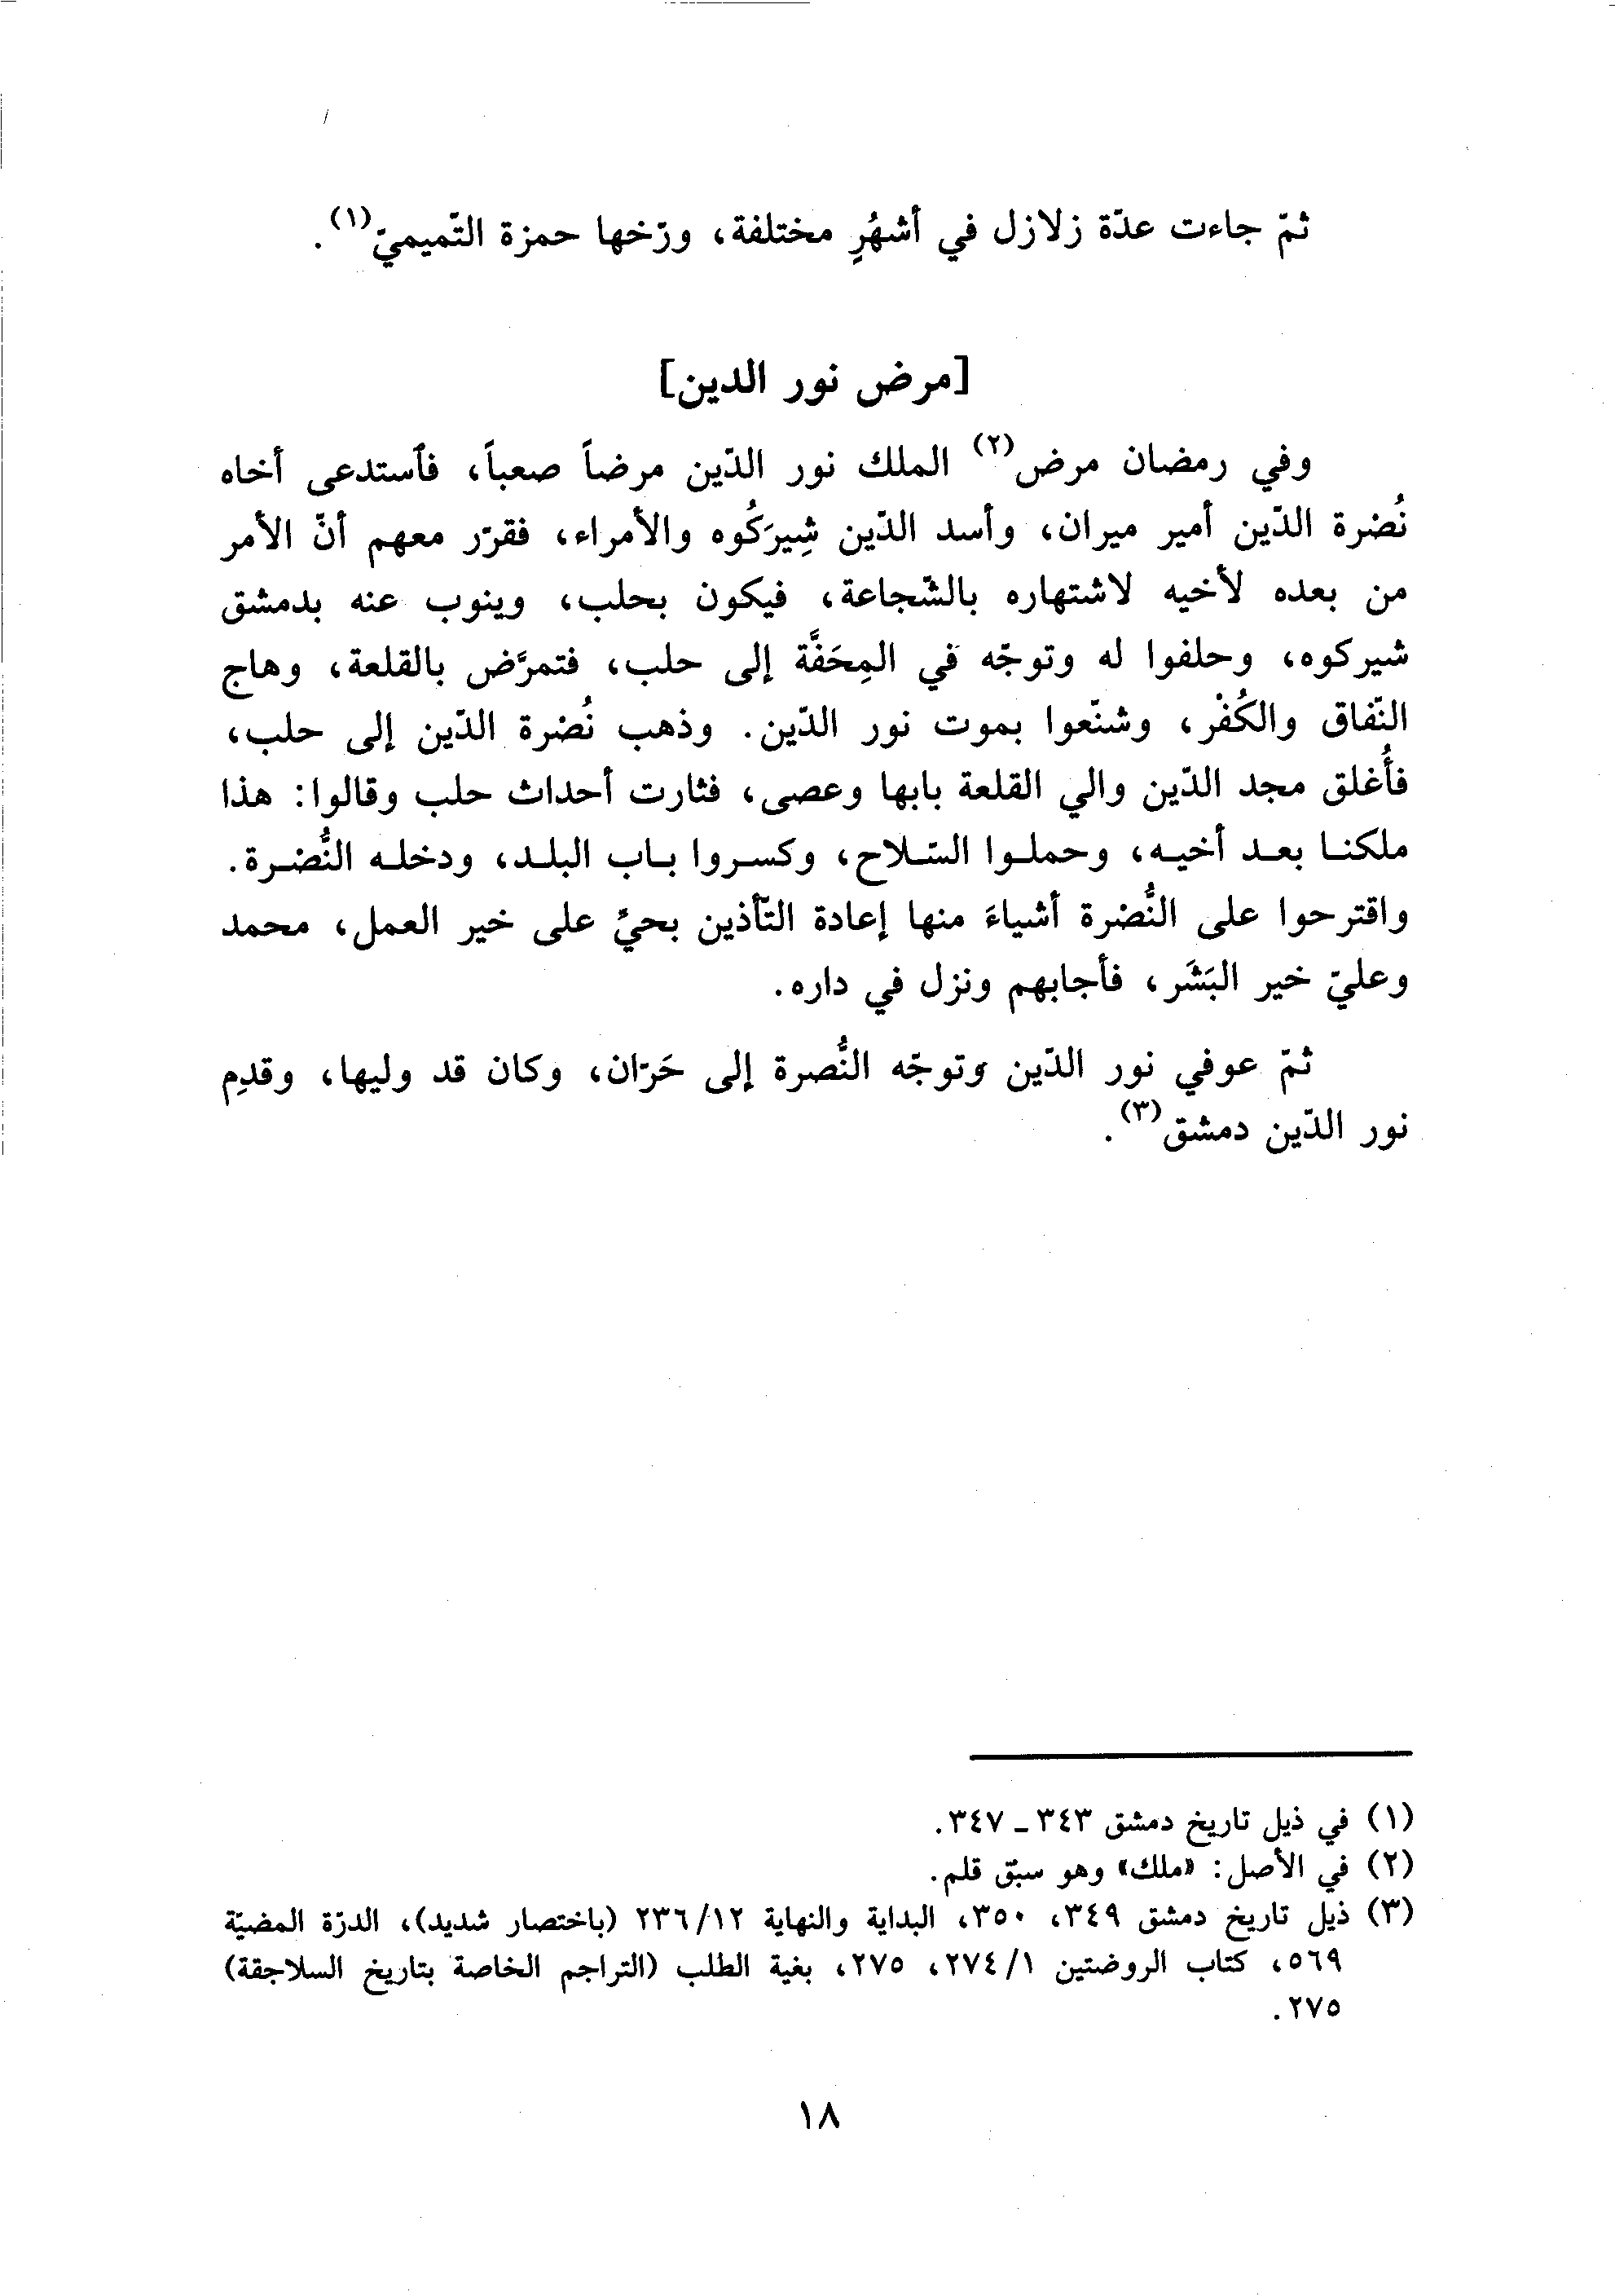 ثمّ جاءت عدّة زلازل في أشهُرٍ مختلفة، ورّخها حمزة التّميميّ(١).
[مرض نور الدين]
وفي رمضان مرض(٢) الملك نور الدّين مرضاً صعباً، فٱستدعى أخاه
نُضرة الدّين أمير ميران، وأسد الدّين شِيرَكُوه والأمراء، فقرّر معهم أنّ الأمر
من بعده لأخيه لاشتهاره بالشّجاعة، فيكون بحلب، وينوب عنه بدمشق
شيركوه، وحلفوا له وتوجّه في المِحَفَّة إلى حلب، فتمرَّض بالقلعة، وهاج
النّفاق والكُفْر، وشنّعوا بموت نور الدّين. وذهب نُضرة الدّين إلى حلب،
فأُغلق مجد الدّين والي القلعة بابها وعصى، فثارت أحداث حلب وقالوا: هذا
ملكنا بعد أخيه، وحملوا السّلاح، وكسروا باب البلد، ودخله النُّضرة.
واقترحوا على النُّضرة أشياءَ منها إعادة التّأذين بحيّ على خير العمل، محمد
وعليّ خير البَشَر، فأجابهم ونزل في داره.
ثمّ عوفي نور الدّين وتوجّه النُّصرة إلى حَرّان، وكان قد وليها، وقدِم
نور الدّين دمشق(٣).
(١) في ذيل تاريخ دمشق ٣٤٣ ـ ٣٤٧.
(٢) في الأصل: «ملك» وهو سبّق قلم.
(٣) ذيل تاريخ دمشق ٣٤٩، ٣٥٠، البداية والنهاية ٢٣٦/١٢ (باختصار شديد)، الدرّة المضيّة
٥٦٩، كتاب الروضتين ٢٧٤/١، ٢٧٥، بغية الطلب (التراجم الخاصة بتاريخ السلاجقة)
٢٧٥.
١٨